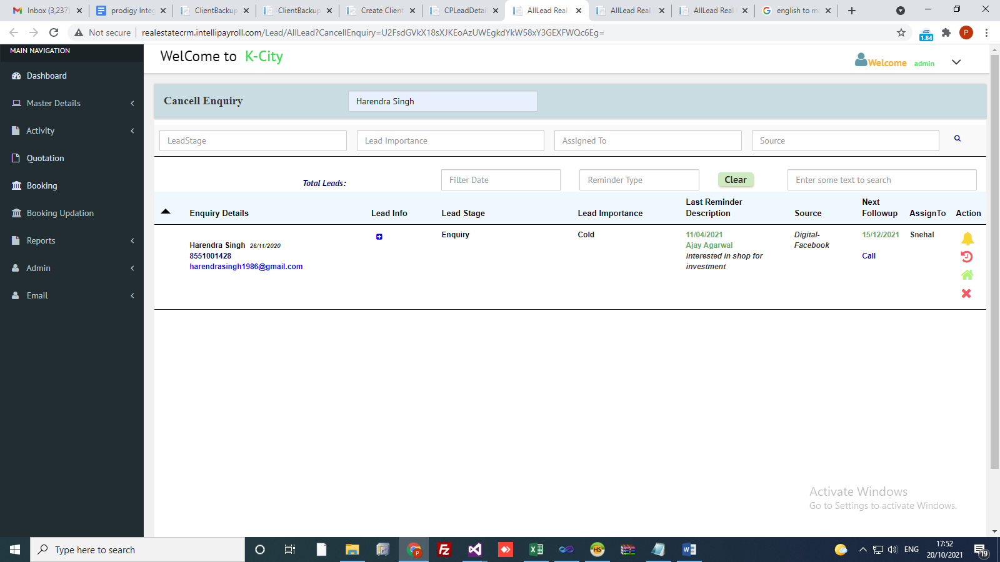 Inbox (3,237)
prodigy Integ
ClientBackup
ClientBackup
Create Client
CPLeadDetai
AllLead Real
AllLead Real
AllLead Real
english to ma
Not secure
realestatecrm.intellipayroll.com/Lead/AllLead?CancellEnquiry=U2FsdGVkX18sXJKEoAzUWEgkdYkW58xY3GEXFWQc6Eg=
1.84
P
MAIN NAVIGATION
Dashboard
Master Details
Activity
Quotation
Booking
Booking Updation
Reports
Admin
Email
WelCome to K-City
Welcome admin
Cancell Enquiry
Harendra Singh
LeadStage
Lead Importance
Assigned To
Source
Total Leads:
Filter Date
Reminder Type
Clear
Enter some text to search
Enquiry Details
Lead Info
Lead Stage
Lead Importance
Last Reminder
Description
Source
Next
Followup
AssignTo
Action
Harendra Singh 26/11/2020
8551001428
harendrasingh1986@gmail.com
Enquiry
Cold
11/04/2021
Ajay Agarwal
interested in shop for
investment
Digital-
Facebook
15/12/2021
Call
Snehal
Activate Windows
Go to Settings to activate Windows.
Type here to search
P
HS
ENG
17:52
20/10/2021
19